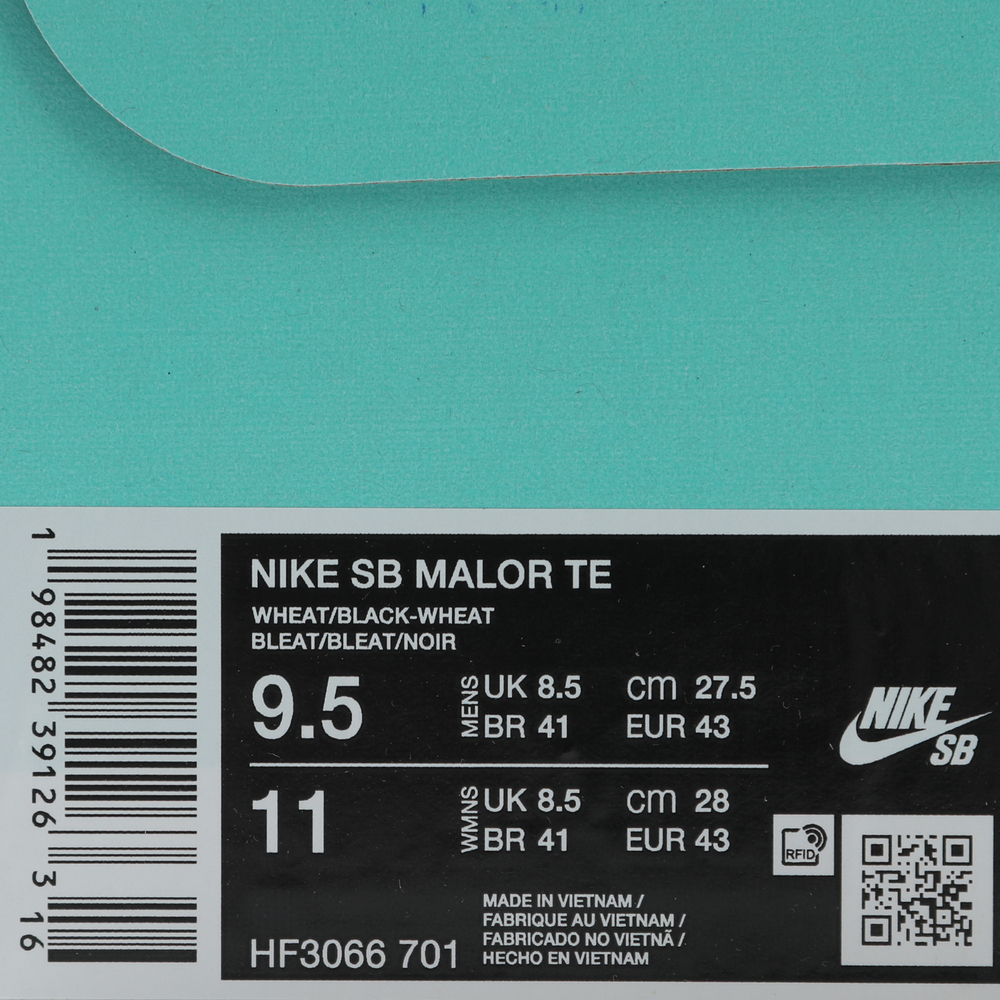 NIKE SB MALOR TE
WHEAT/BLACK-WHEAT
BLEAT/BLEAT/NOIR
9.5
MENS
UK 8.5 cm 27.5
BR 41 EUR 43
11
WMNS
UK 8.5 cm 28
BR 41 EUR 43
NIKE
SB
RFID
MADE IN VIETNAM /
FABRIQUE AU VIETNAM /
FABRICADO NO VIETNÃ /
HECHO EN VIETNAM
HF3066 701
1 98482 39126 3 16